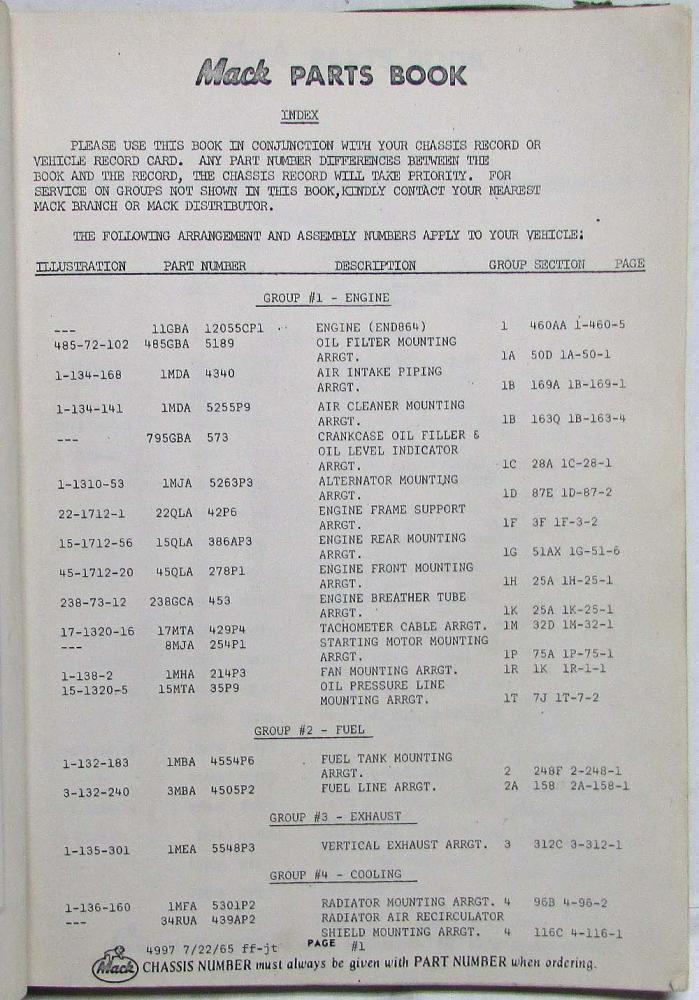 Mack PARTS BOOK
INDEX
PLEASE USE THIS BOOK IN CONJUNCTION WITH YOUR CHASSIS RECORD OR
VEHICLE RECORD CARD. ANY PART NUMBER DIFFERENCES BETWEEN THE
BOOK AND THE RECORD, THE CHASSIS RECORD WILL TAKE PRIORITY. FOR
SERVICE ON GROUPS NOT SHOWN IN THIS BOOK,KINDLY CONTACT YOUR NEAREST
MACK BRANCH OR MACK DISTRIBUTOR.
THE FOLLOWING ARRANGEMENT AND ASSEMBLY NUMBERS APPLY TO YOUR VEHICLE;
ILLUSTRATION PART NUMBER DESCRIPTION GROUP SECTION PAGE
GROUP #1 - ENGINE
--- 11GBA 12055CP1 ENGINE (END864) 1 460AA 1-460-5
485-72-102 485GBA 5189 OIL FILTER MOUNTING
ARRGT. 1A 50D 1A-50-1
1-134-168 1MDA 4340 AIR INTAKE PIPING
ARRGT. 1B 169A 1B-169-1
1-134-141 1MDA 5255P9 AIR CLEANER MOUNTING
ARRGT. 1B 163Q 1B-163-4
--- 795GBA 573 CRANKCASE OIL FILLER &
OIL LEVEL INDICATOR
ARRGT. 1C 28A 1C-28-1
1-1310-53 1MJA 5263P3 ALTERNATOR MOUNTING
ARRGT. 1D 87E 1D-87-2
22-1712-1 22QLA 42P6 ENGINE FRAME SUPPORT
ARRGT. 1F 3F 1F-3-2
15-1712-56 15QLA 386AP3 ENGINE REAR MOUNTING
ARRGT. 1G 51AX 1G-51-6
45-1712-20 45QLA 278P1 ENGINE FRONT MOUNTING
ARRGT. 1H 25A 1H-25-1
238-73-12 238GCA 453 ENGINE BREATHER TUBE
ARRGT. 1K 25A 1K-25-1
17-1320-16 17MTA 429P4 TACHOMETER CABLE ARRGT. 1M 32D 1M-32-1
--- 8MJA 254P1 STARTING MOTOR MOUNTING
ARRGT. 1P 75A 1P-75-1
1-138-2 1MHA 214P3 FAN MOUNTING ARRGT. 1R 1K 1R-1-1
15-1320-5 15MTA 35P9 OIL PRESSURE LINE
MOUNTING ARRGT. 1T 7J 1T-7-2
GROUP #2 - FUEL
1-132-183 1MBA 4554P6 FUEL TANK MOUNTING
ARRGT. 2 248F 2-248-1
3-132-240 3MBA 4505P2 FUEL LINE ARRGT. 2A 158 2A-158-1
GROUP #3 - EXHAUST
1-135-301 1MEA 5548P3 VERTICAL EXHAUST ARRGT. 3 312C 3-312-1
GROUP #4 - COOLING
1-136-160 1MFA 5301P2 RADIATOR MOUNTING ARRGT. 4 96B 4-96-2
--- 34RUA 439AP2 RADIATOR AIR RECIRCULATOR
SHIELD MOUNTING ARRGT. 4 116C 4-116-1
4997 7/22/65 ff-jt PAGE #1
Mack CHASSIS NUMBER must always be given with PART NUMBER when ordering.